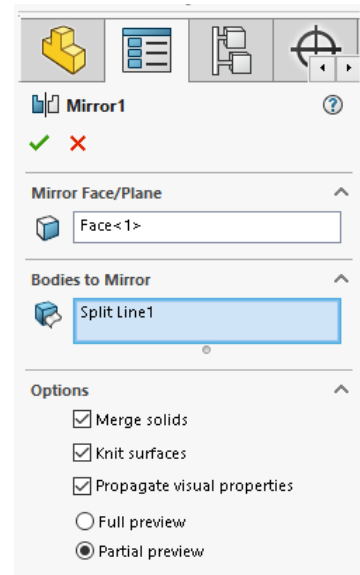 Mirror1
Mirror Face/Plane
Face<1>
Bodies to Mirror
Split Line1
Options
Merge solids
Knit surfaces
Propagate visual properties
Full preview
Partial preview